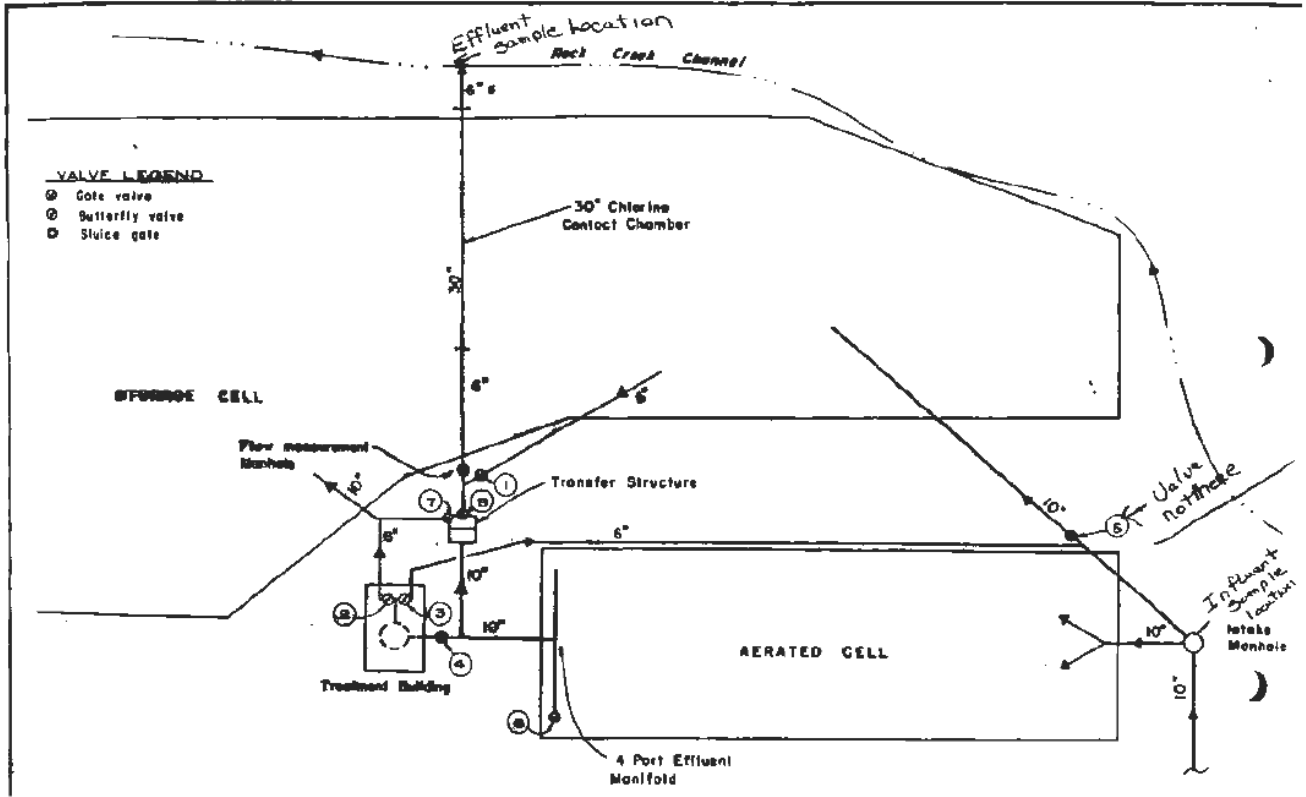 Effluent
sample Location
Rock Creek Channel
6"s
VALVE LEGEND
Gate valve
Butterfly valve
Sluice gate
30" Chlorine
Contact Chamber
30"
6"
6"
CELL
Flow measurement
Manhole
10"
1
7
8
Transfer Structure
5
Valve
not there
10"
6"
6"
10"
2
3
10"
4
Treatment Building
AERATED CELL
10"
Influent
sample
location
Intake
Manhole
10"
6
4 Port Effluent
Manifold